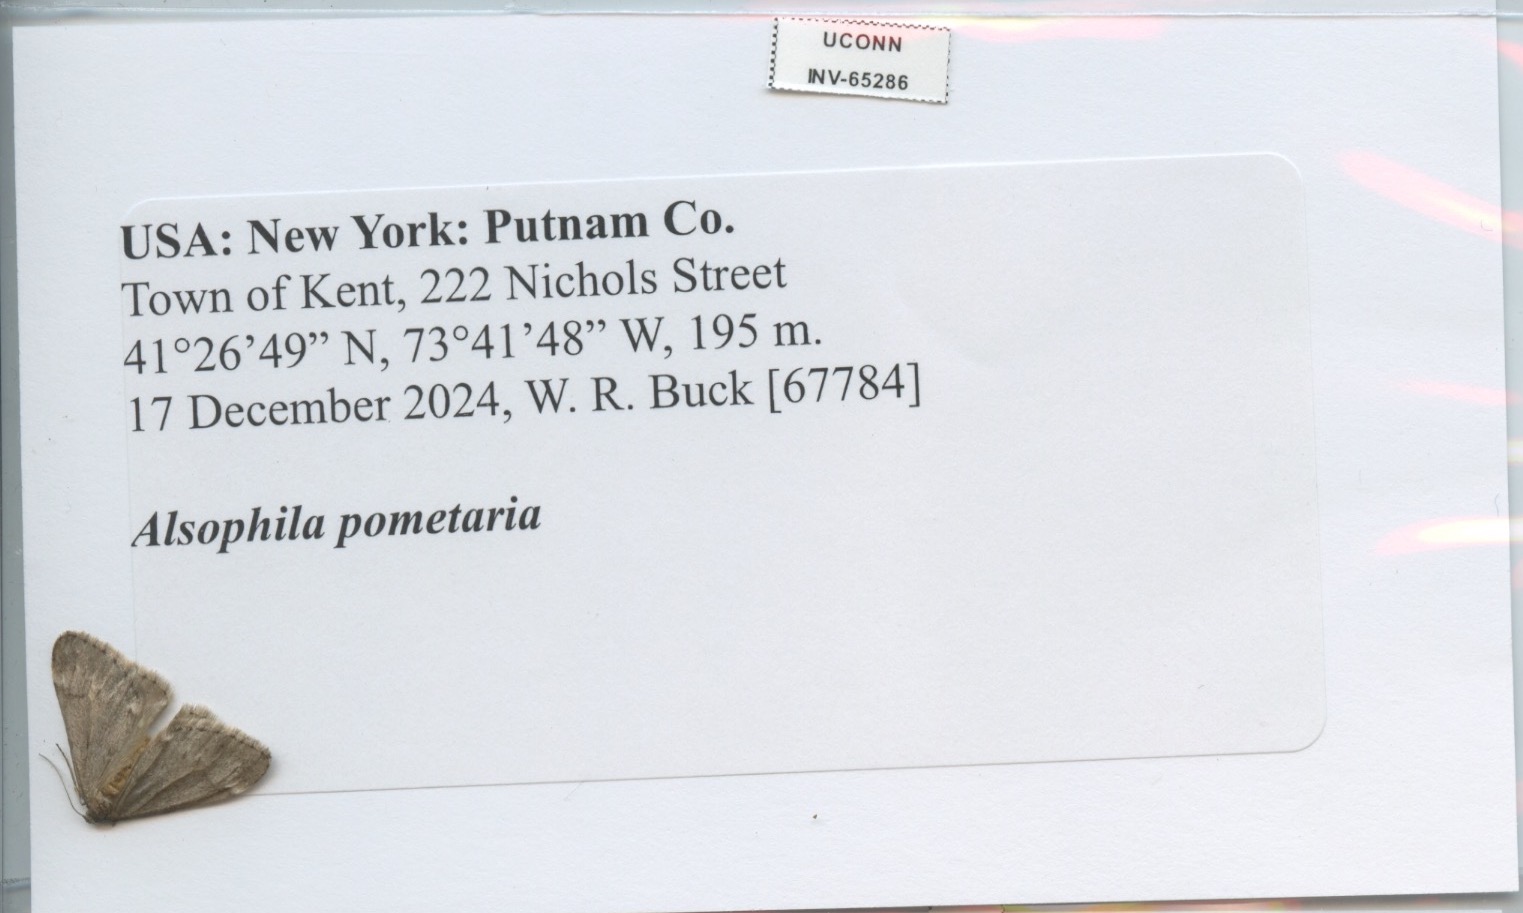 UCONN
INV-65286
USA: New York: Putnam Co.
Town of Kent, 222 Nichols Street
41°26’49” N, 73°41’48” W, 195 m.
17 December 2024, W. R. Buck [67784]
Alsophila pometaria